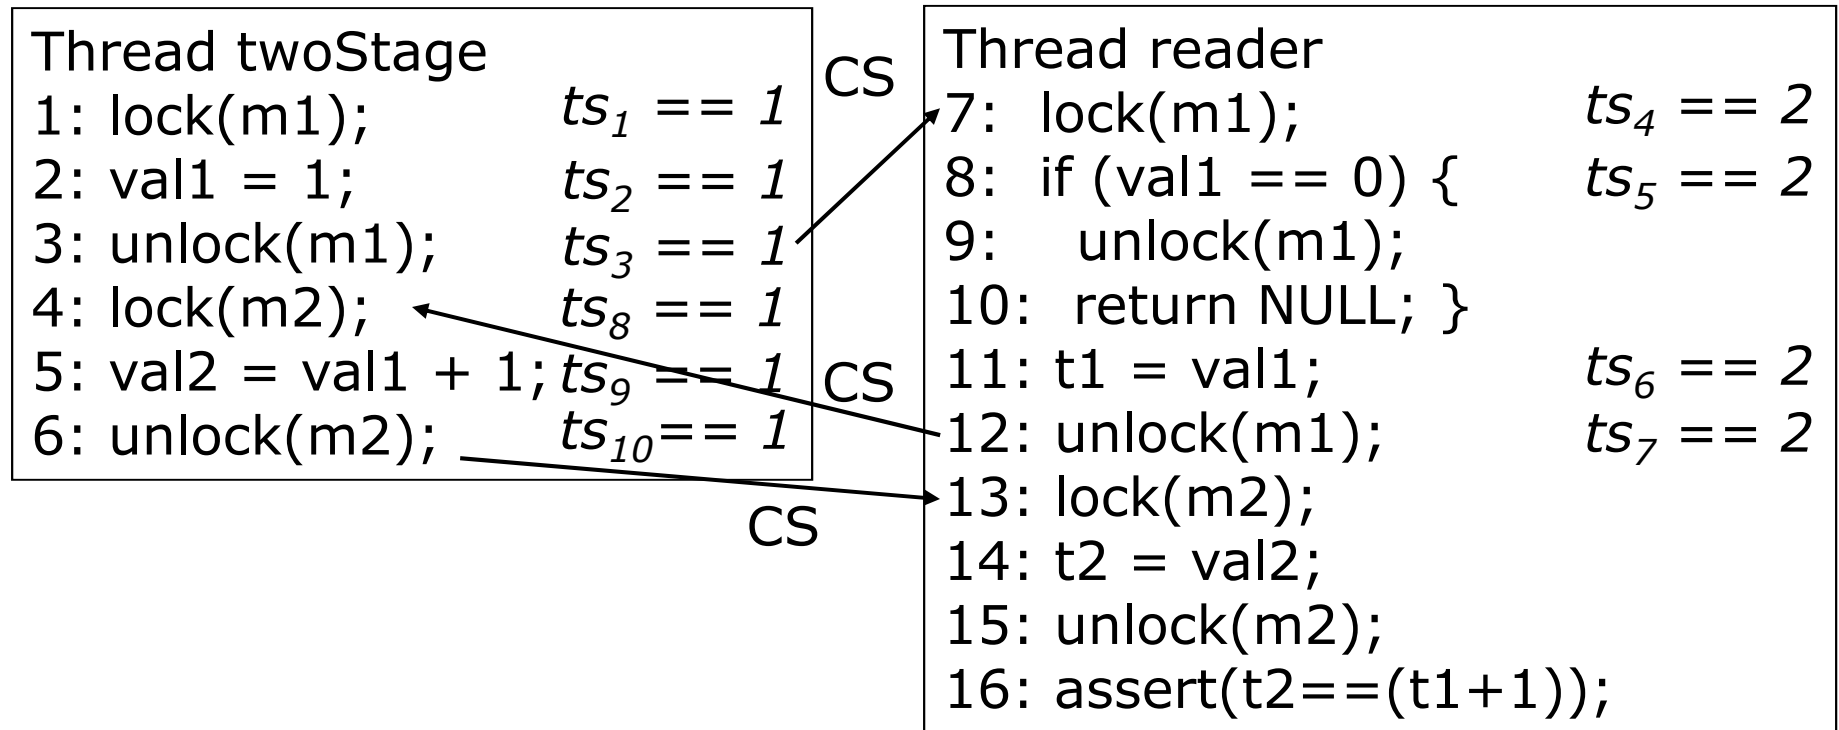 Thread twoStage
1: lock(m1); ts1 == 1
2: val1 = 1; ts2 == 1
3: unlock(m1); ts3 == 1
4: lock(m2); ts8 == 1
5: val2 = val1 + 1; ts9 == 1
6: unlock(m2); ts10== 1
CS
CS
CS
Thread reader
7: lock(m1); ts4 == 2
8: if (val1 == 0) { ts5 == 2
9: unlock(m1);
10: return NULL; }
11: t1 = val1; ts6 == 2
12: unlock(m1); ts7 == 2
13: lock(m2);
14: t2 = val2;
15: unlock(m2);
16: assert(t2==(t1+1));